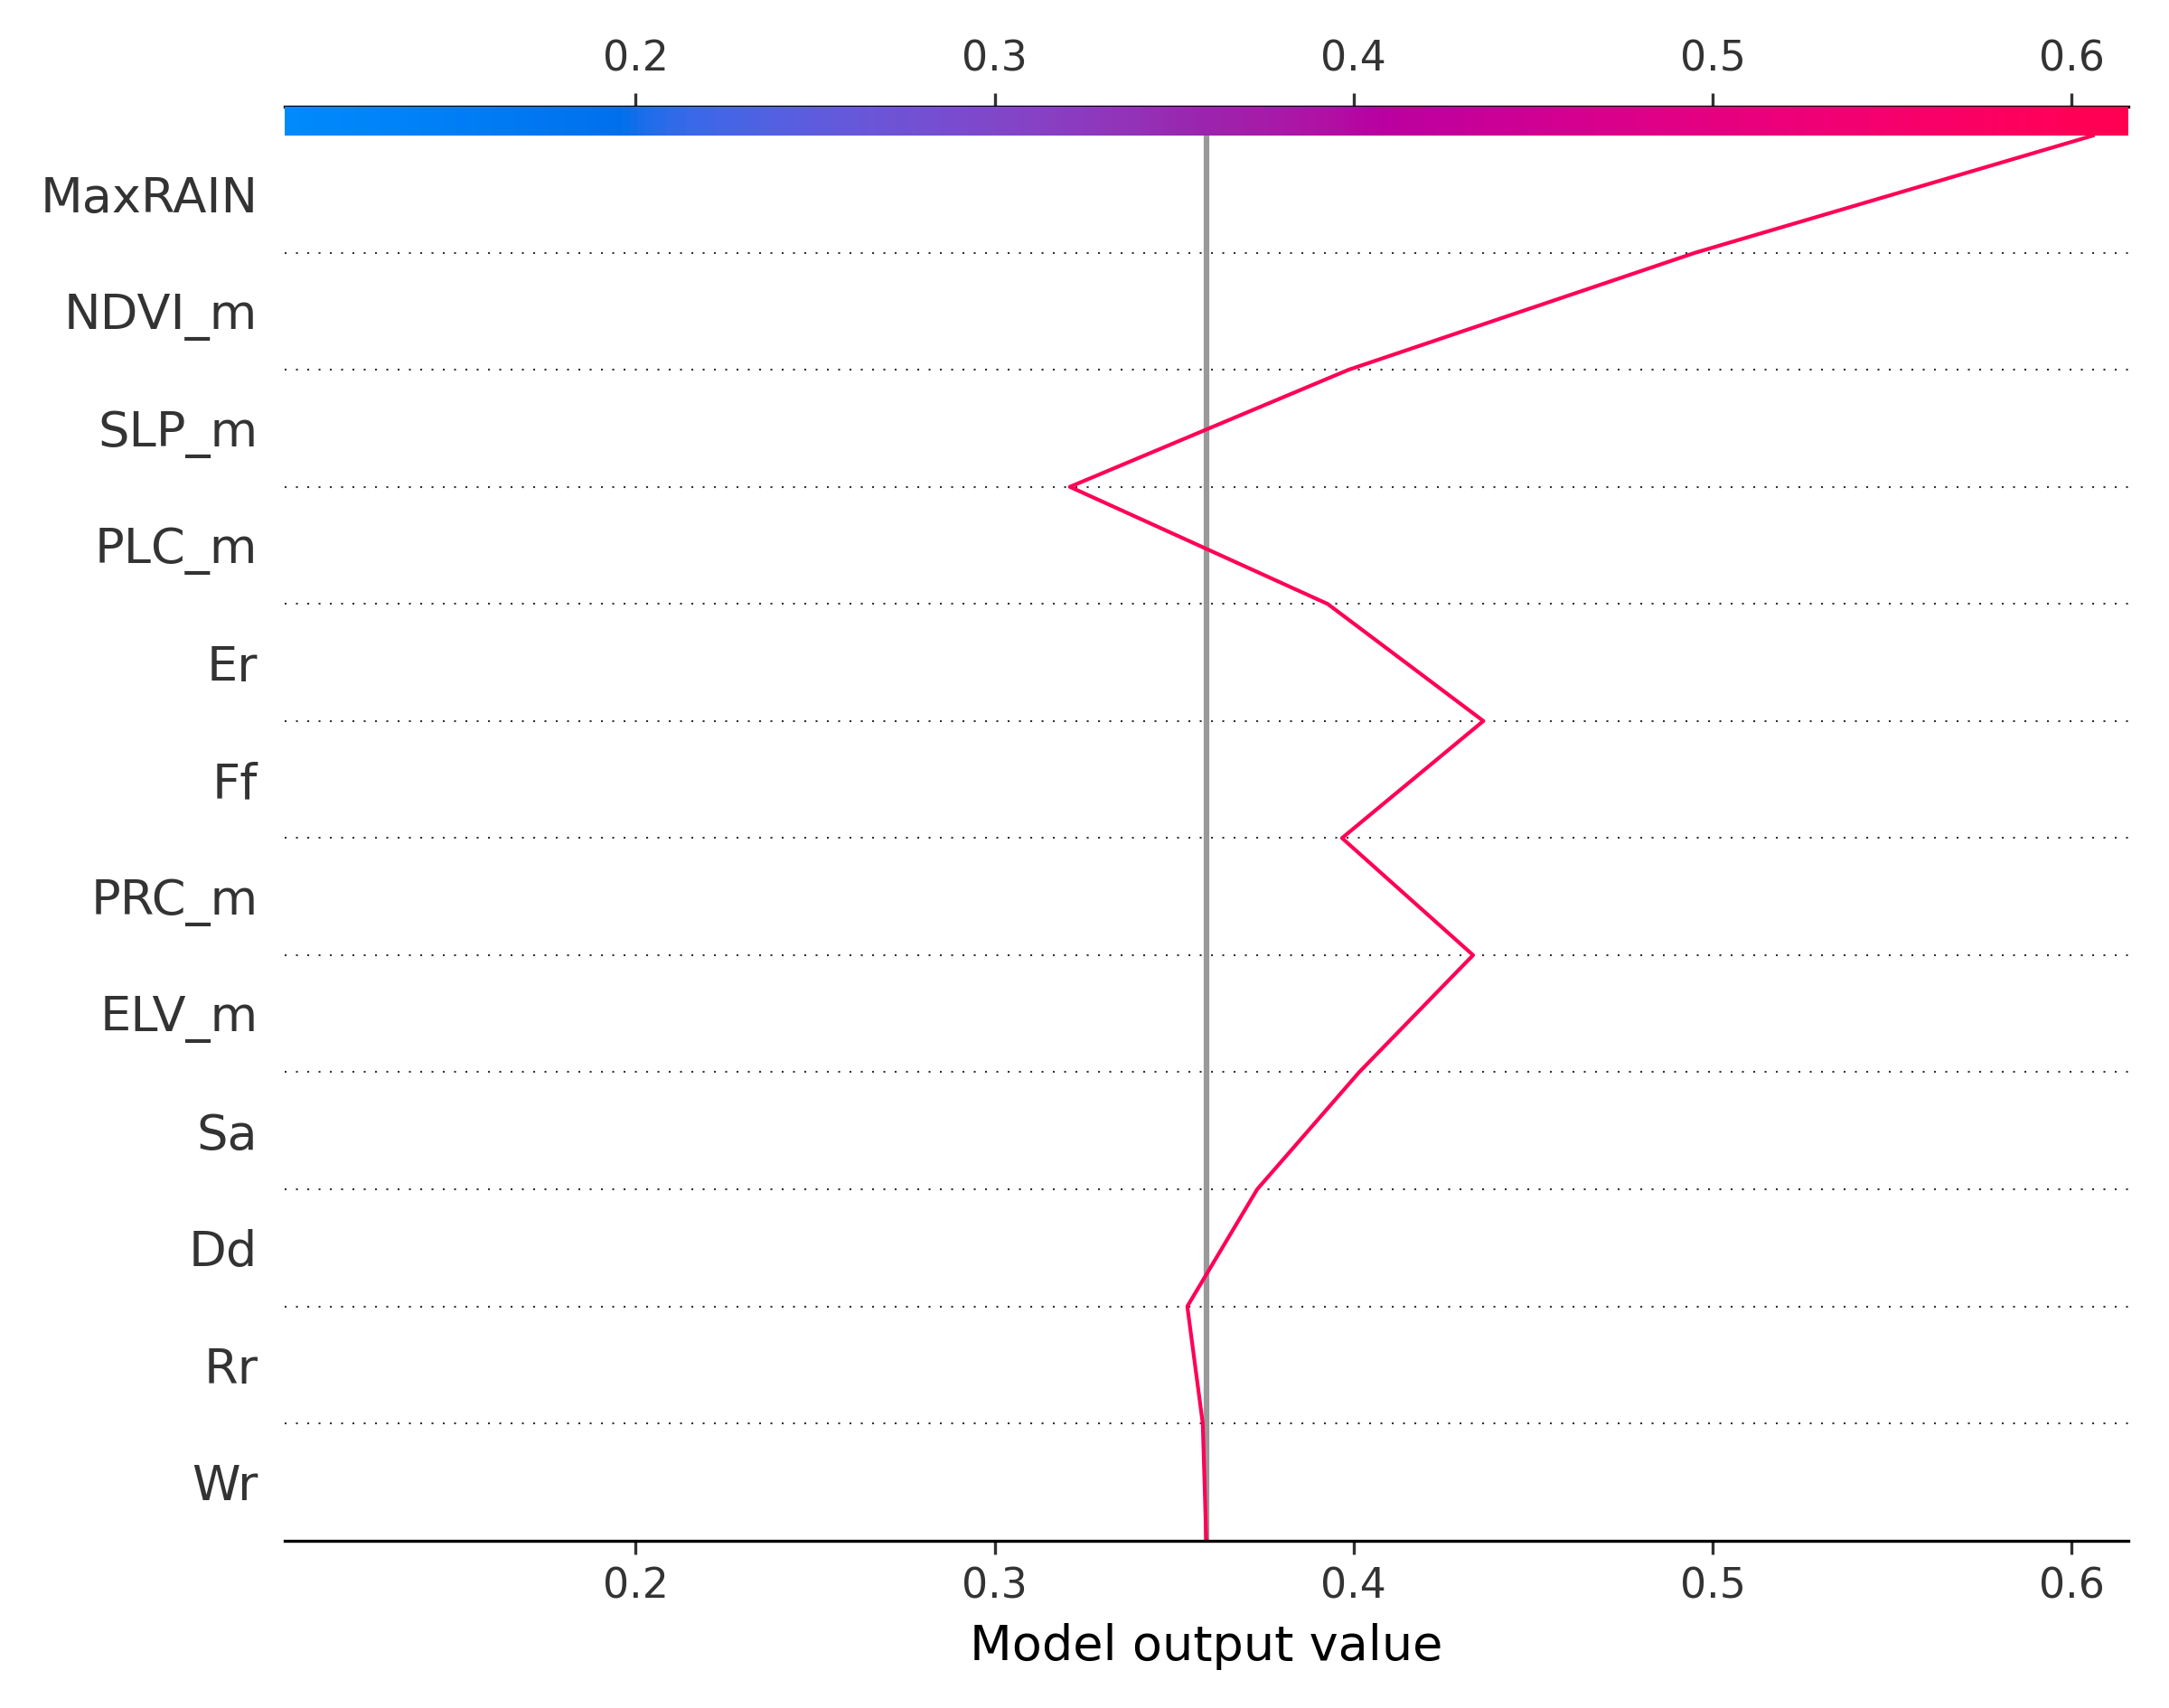 0.2 0.3 0.4 0.5 0.6
MaxRAIN
NDVI_m
SLP_m
PLC_m
Er
Ff
PRC_m
ELV_m
Sa
Dd
Rr
Wr
0.2 0.3 0.4 0.5 0.6
Model output value